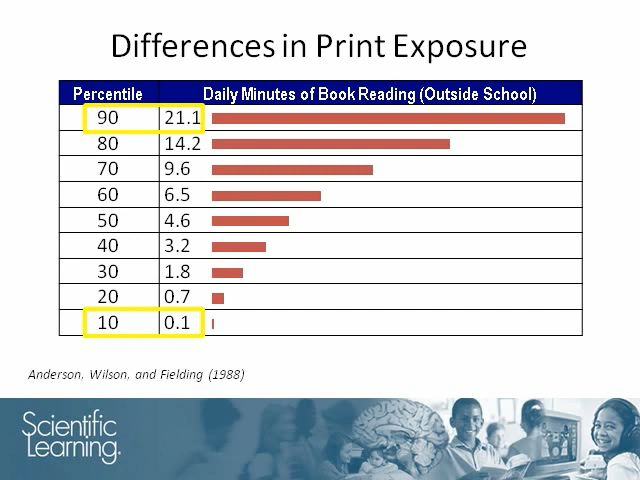 Differences in Print Exposure
Percentile Daily Minutes of Book Reading (Outside School)
90 21.1
80 14.2
70 9.6
60 6.5
50 4.6
40 3.2
30 1.8
20 0.7
10 0.1
Anderson, Wilson, and Fielding (1988)
Scientific
Learning.